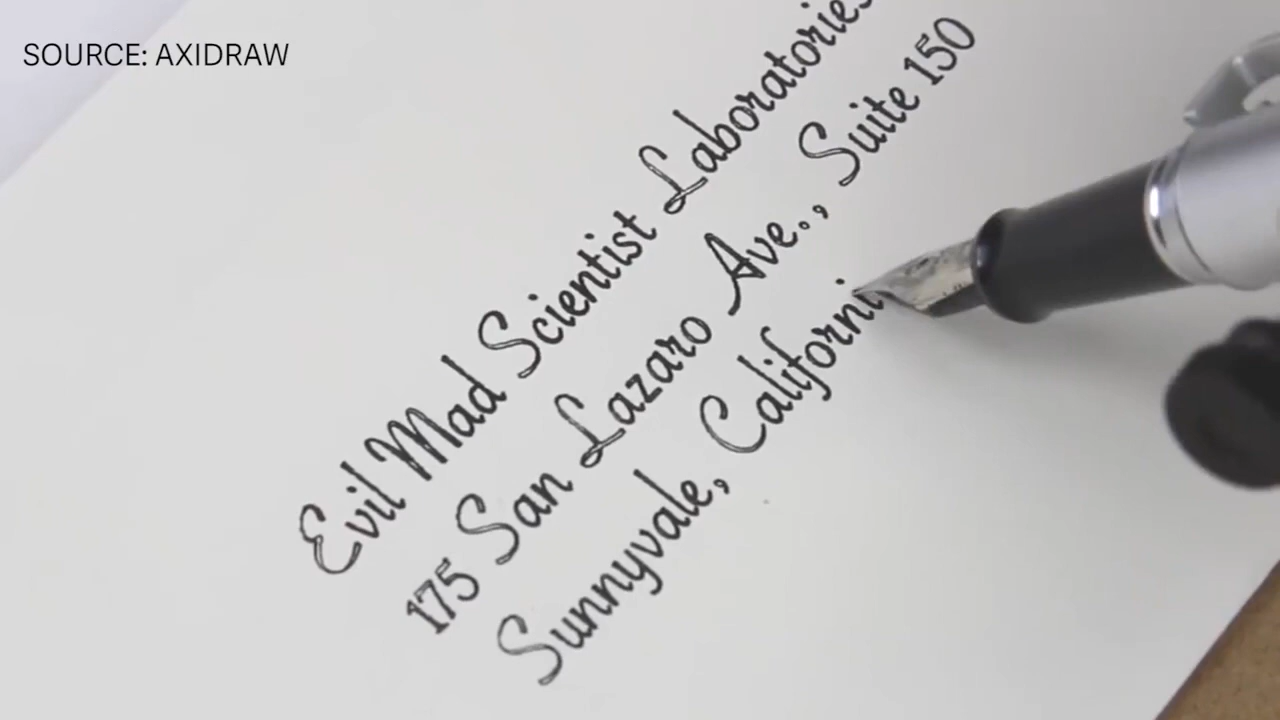 SOURCE: AXIDRAW
Evil Mad Scientist Laboratories
175 San Lazaro Ave., Suite 150
Sunnyvale, Californi